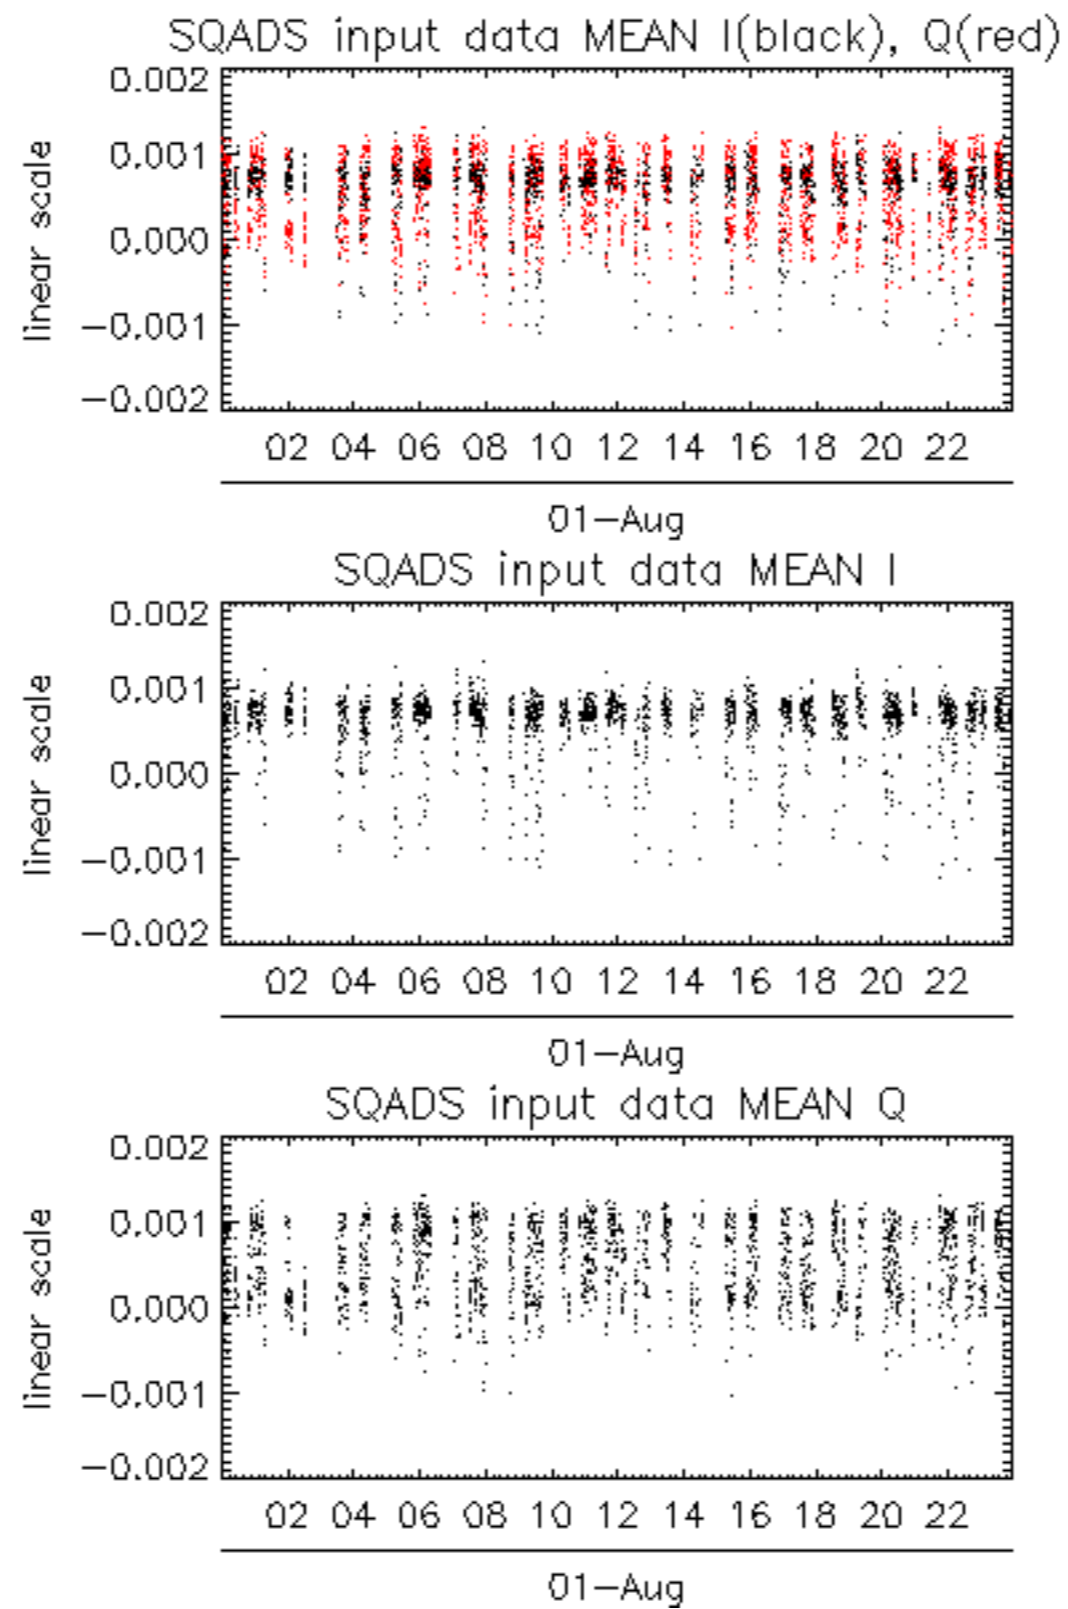 SQADS input data MEAN I(black), Q(red)
0.002
0.001
0.000
−0.001
−0.002
linear scale
02 04 06 08 10 12 14 16 18 20 22
01−Aug
SQADS input data MEAN I
0.002
0.001
0.000
−0.001
−0.002
linear scale
02 04 06 08 10 12 14 16 18 20 22
01−Aug
SQADS input data MEAN Q
0.002
0.001
0.000
−0.001
−0.002
linear scale
02 04 06 08 10 12 14 16 18 20 22
01−Aug